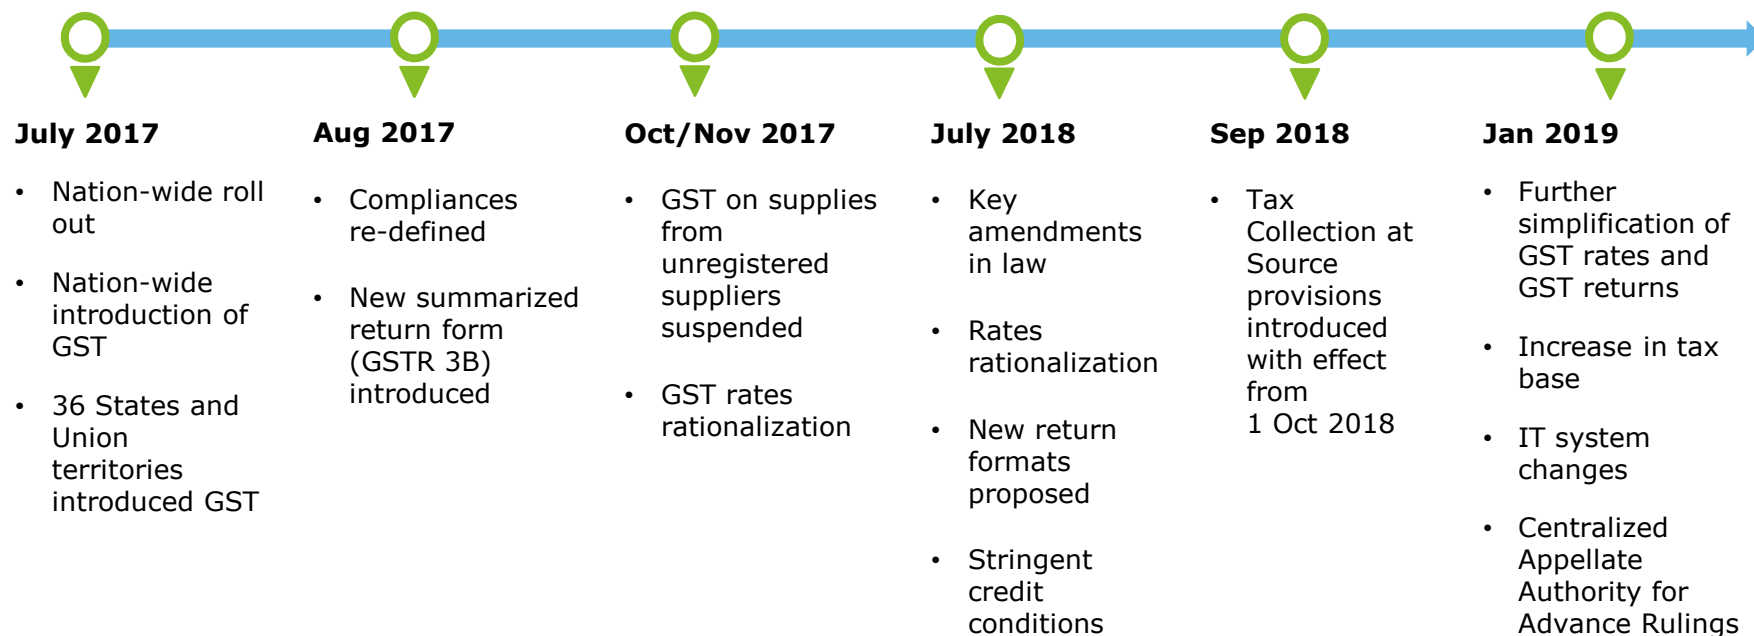 July 2017
• Nation-wide roll
out
• Nation-wide
introduction of
GST
• 36 States and
Union
territories
introduced GST
Aug 2017
• Compliances
re-defined
• New summarized
return form
(GSTR 3B)
introduced
Oct/Nov 2017
• GST on supplies
from
unregistered
suppliers
suspended
• GST rates
rationalization
July 2018
• Key
amendments
in law
• Rates
rationalization
• New return
formats
proposed
• Stringent
credit
conditions
Sep 2018
• Tax
Collection at
Source
provisions
introduced
with effect
from
1 Oct 2018
Jan 2019
• Further
simplification of
GST rates and
GST returns
• Increase in tax
base
• IT system
changes
• Centralized
Appellate
Authority for
Advance Rulings